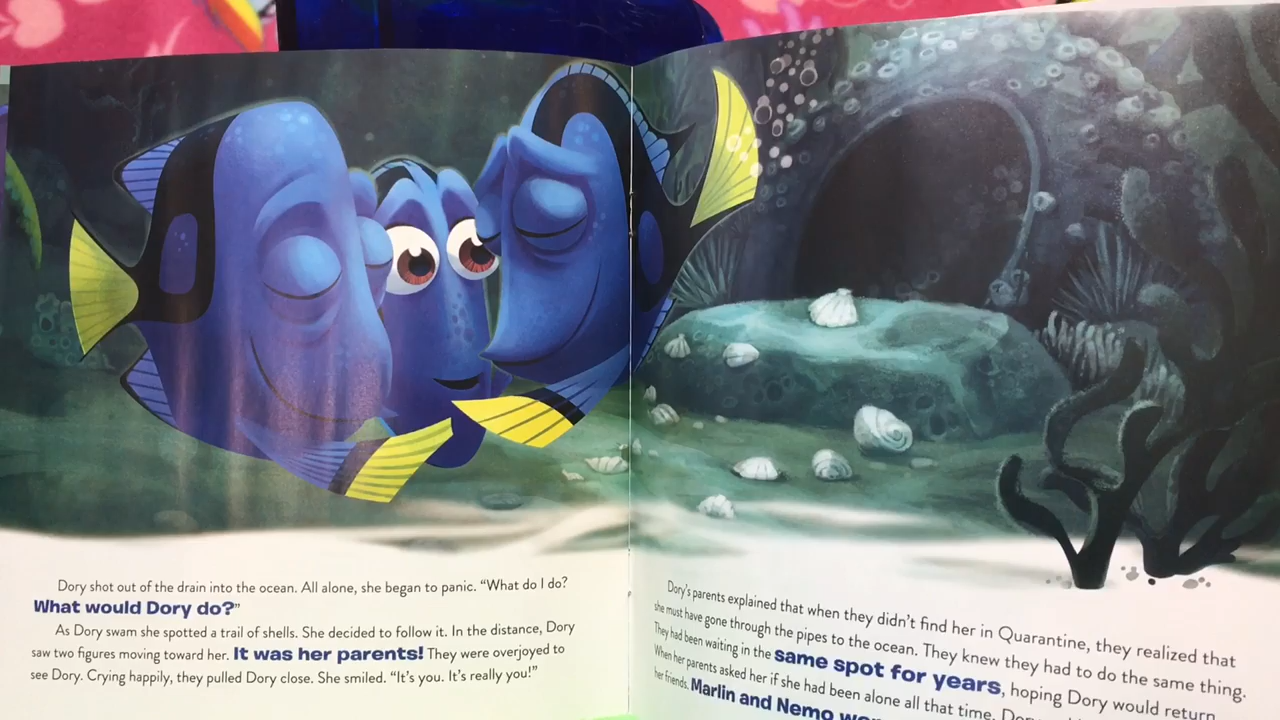 Dory shot out of the drain into the ocean. All alone, she began to panic. “What do I do?
What would Dory do?”
As Dory swam she spotted a trail of shells. She decided to follow it. In the distance, Dory
saw two figures moving toward her. It was her parents! They were overjoyed to
see Dory. Crying happily, they pulled Dory close. She smiled. “It’s you. It’s really you!”
Dory’s parents explained that when they didn’t find her in Quarantine, they realized that
she must have gone through the pipes to the ocean. They knew they had to do the same thing.
They had been waiting in the same spot for years, hoping Dory would return.
When her parents asked her if she had been alone all that time,
her friends. Marlin and Nemo